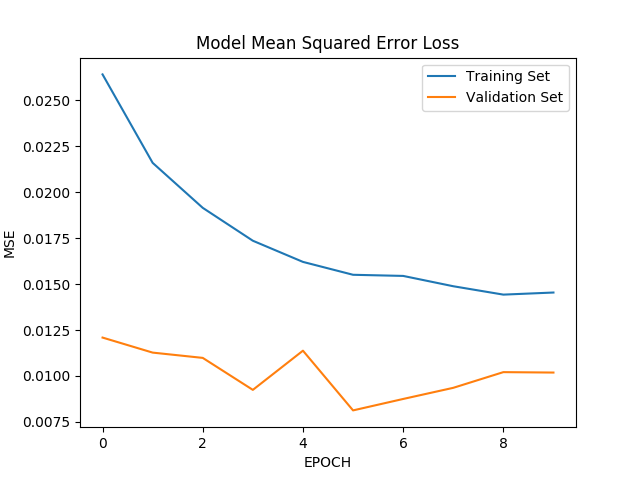 Model Mean Squared Error Loss
Training Set
Validation Set
0.0250
0.0225
0.0200
0.0175
0.0150
0.0125
0.0100
0.0075
MSE
0 2 4 6 8
EPOCH